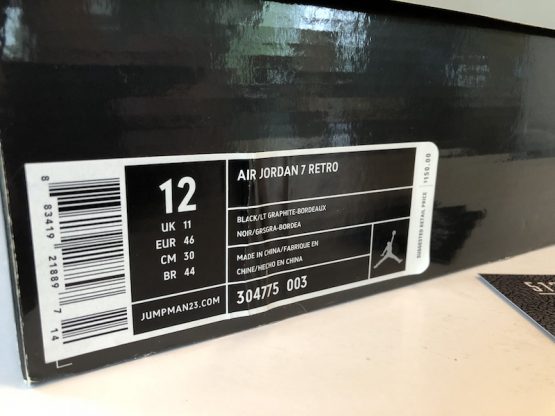 8 83419 21889 7 14
12
UK 11
EUR 46
CM 30
BR 44
JUMPMAN23.COM
AIR JORDAN 7 RETRO
BLACK/LT GRAPHITE-BORDEAUX
NOIR/GRSGRA-BORDEA
MADE IN CHINA/FABRIQUE EN
CHINE/HECHO EN CHINA
304775 003
SUGGESTED RETAIL PRICE $150.00